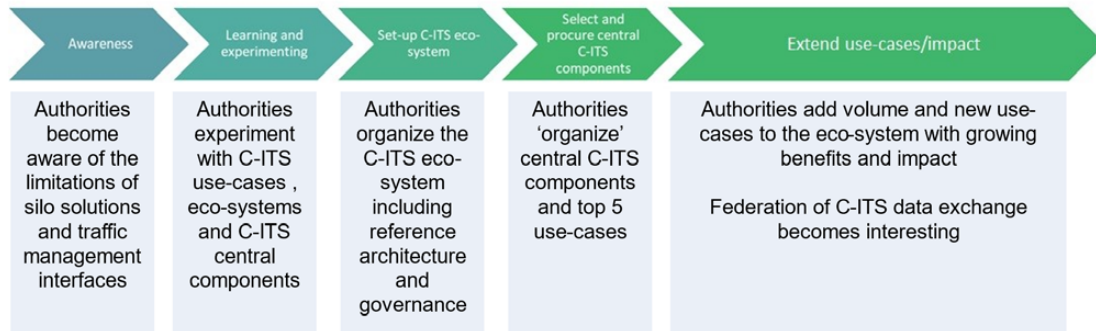 Awareness
Learning and
experimenting
Set-up C-ITS eco-
system
Select and
procure central
C-ITS
components
Extend use-cases/impact
Authorities
become
aware of the
limitations of
silo solutions
and traffic
management
interfaces
Authorities
experiment
with C-ITS
use-cases ,
eco-systems
and C-ITS
central
components
Authorities
organize the
C-ITS eco-
system
including
reference
architecture
and
governance
Authorities
‘organize’
central C-ITS
components
and top 5
use-cases
Authorities add volume and new use-
cases to the eco-system with growing
benefits and impact
Federation of C-ITS data exchange
becomes interesting